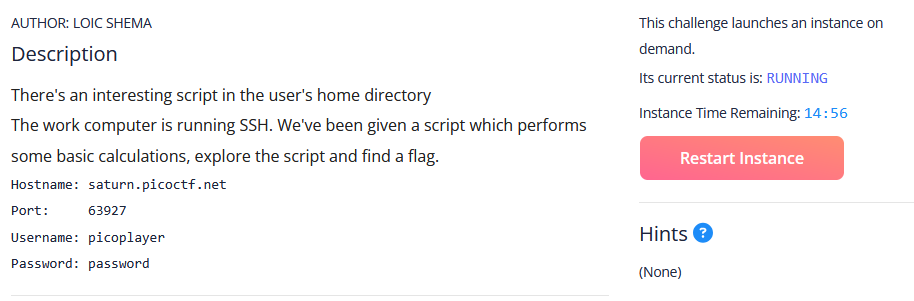 AUTHOR: LOIC SHEMA
Description
There's an interesting script in the user's home directory
The work computer is running SSH. We've been given a script which performs
some basic calculations, explore the script and find a flag.
Hostname: saturn.picoctf.net
Port:     63927
Username: picoplayer
Password: password
This challenge launches an instance on
demand.
Its current status is: RUNNING
Instance Time Remaining: 14:56
Restart Instance
Hints ?
(None)